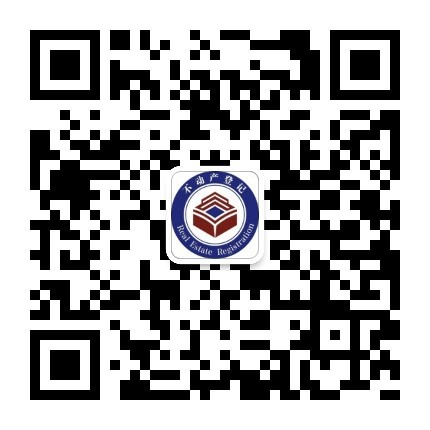 不动产登记
Real Estate Registration